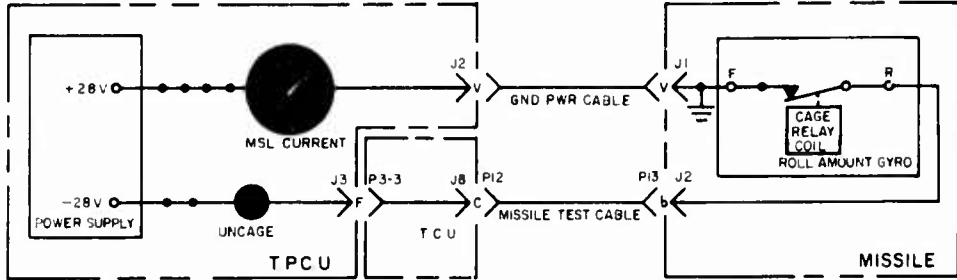 J2 J1 F R
+28V V V
MSL CURRENT GND PWR CABLE CAGE
RELAY
COIL
ROLL AMOUNT GYRO
J3 P3-3 J8 P12 P13 J2
-28V F C b
POWER SUPPLY UNCAGE TCU MISSILE TEST CABLE
TPCU MISSILE